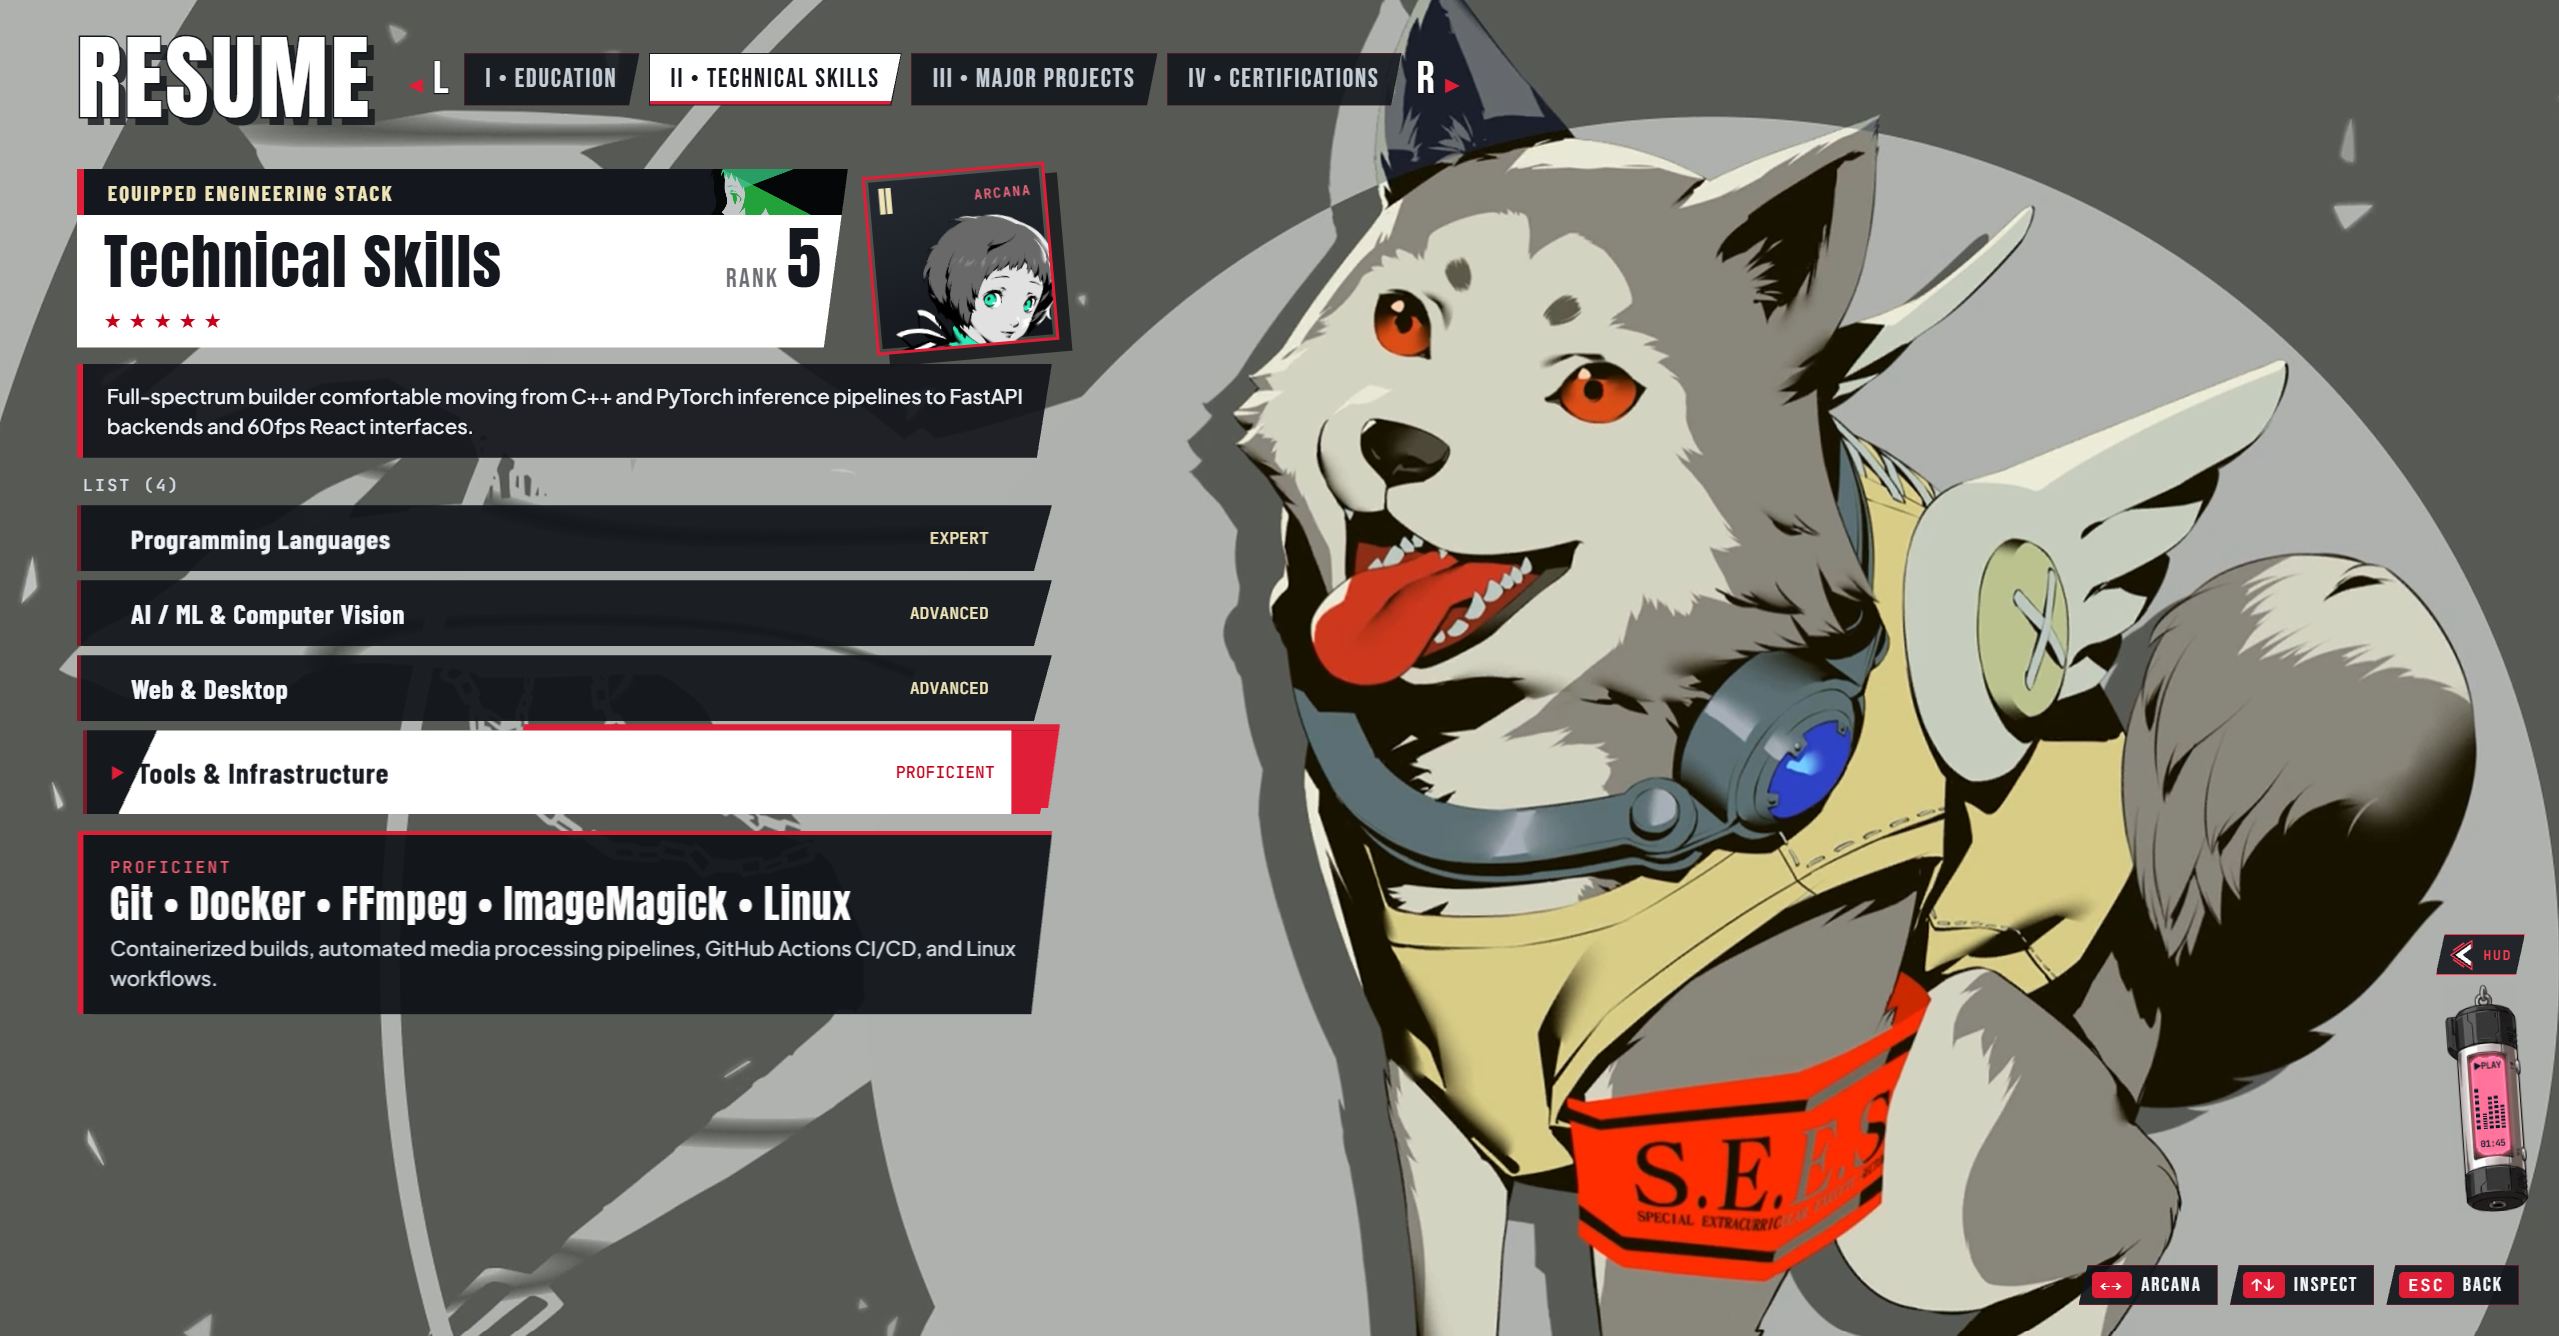 RESUME
◀ L
I • EDUCATION
II • TECHNICAL SKILLS
III • MAJOR PROJECTS
IV • CERTIFICATIONS
R ▶
EQUIPPED ENGINEERING STACK
Technical Skills
RANK 5
★ ★ ★ ★ ★
II
ARCANA
Full-spectrum builder comfortable moving from C++ and PyTorch inference pipelines to FastAPI
backends and 60fps React interfaces.
LIST (4)
Programming Languages EXPERT
AI / ML & Computer Vision ADVANCED
Web & Desktop ADVANCED
▶ Tools & Infrastructure PROFICIENT
PROFICIENT
Git • Docker • FFmpeg • ImageMagick • Linux
Containerized builds, automated media processing pipelines, GitHub Actions CI/CD, and Linux
workflows.
HUD
▶PLAY
01:45
S.E.E.S
SPECIAL EXTRACURRIC
←→ ARCANA
↑↓ INSPECT
ESC BACK